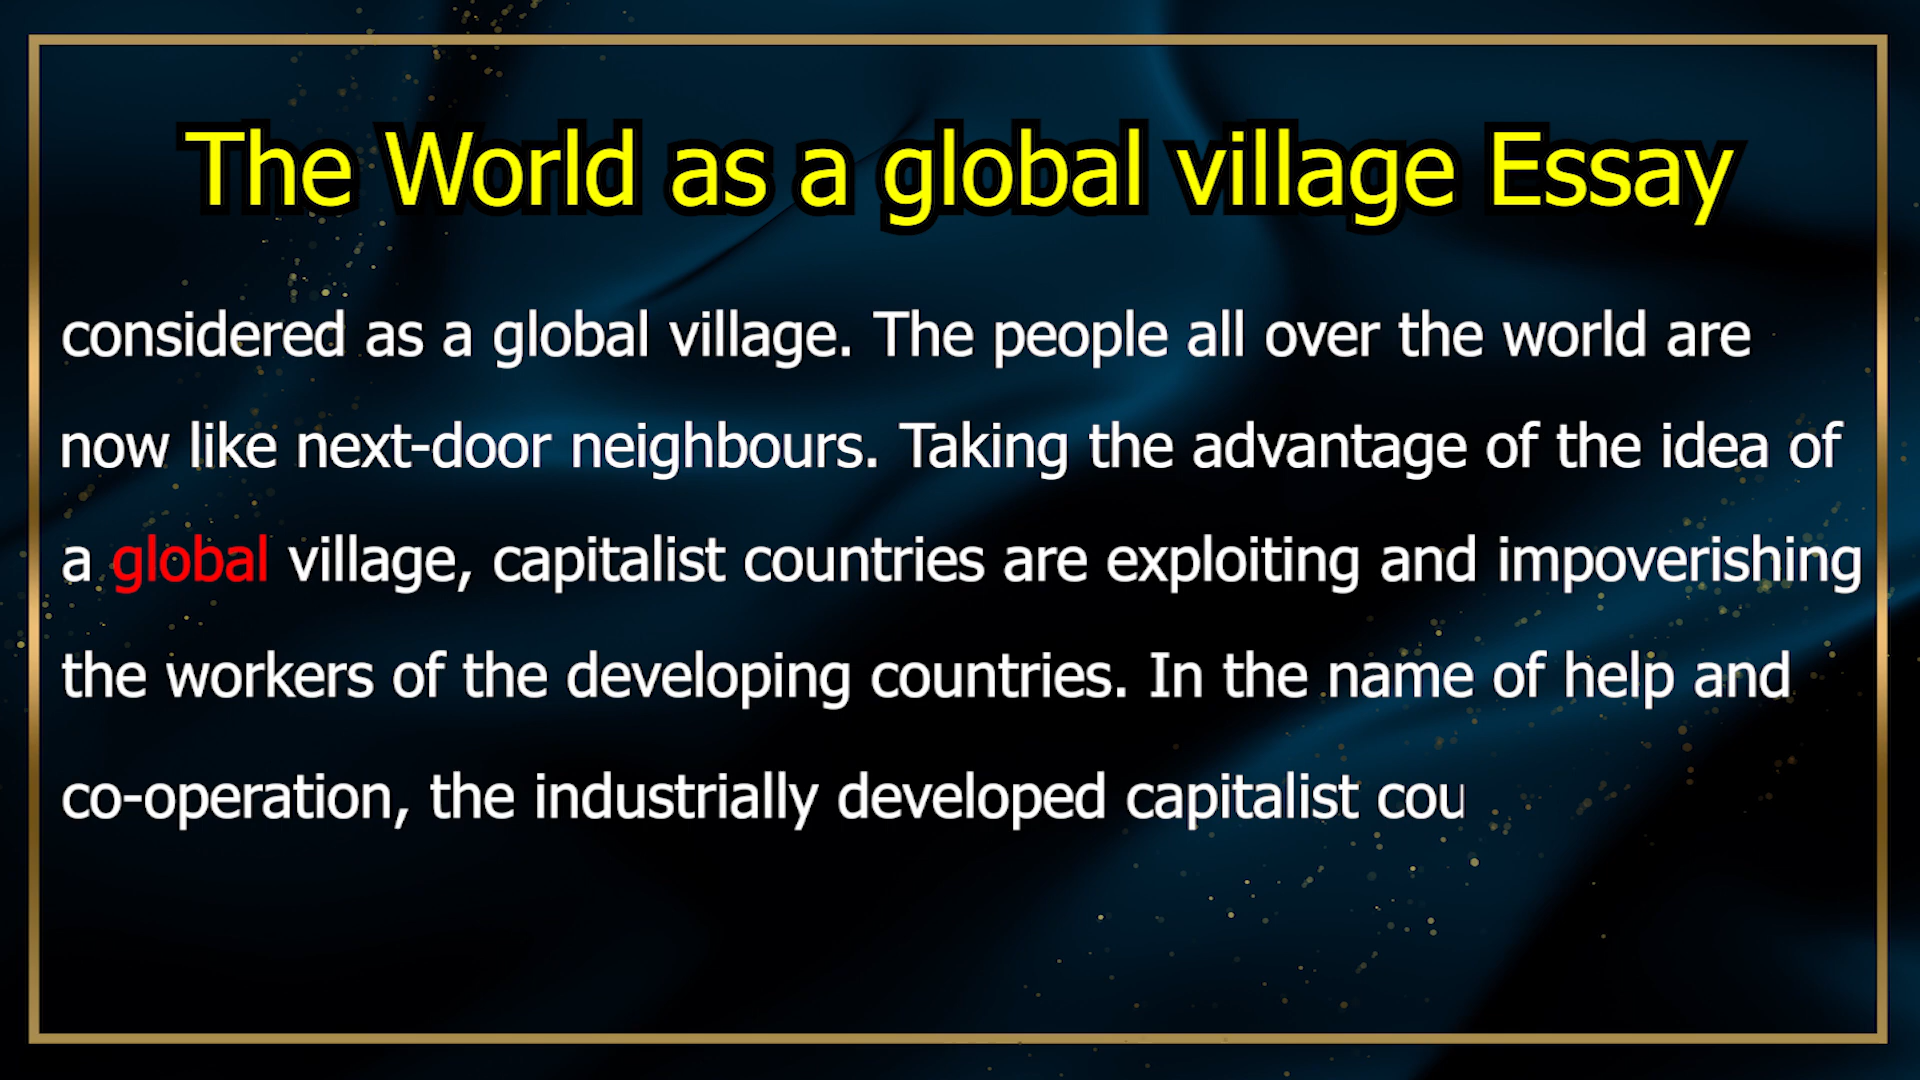 The World as a global village Essay
considered as a global village. The people all over the world are
now like next-door neighbours. Taking the advantage of the idea of
a global village, capitalist countries are exploiting and impoverishing
the workers of the developing countries. In the name of help and
co-operation, the industrially developed capitalist cou